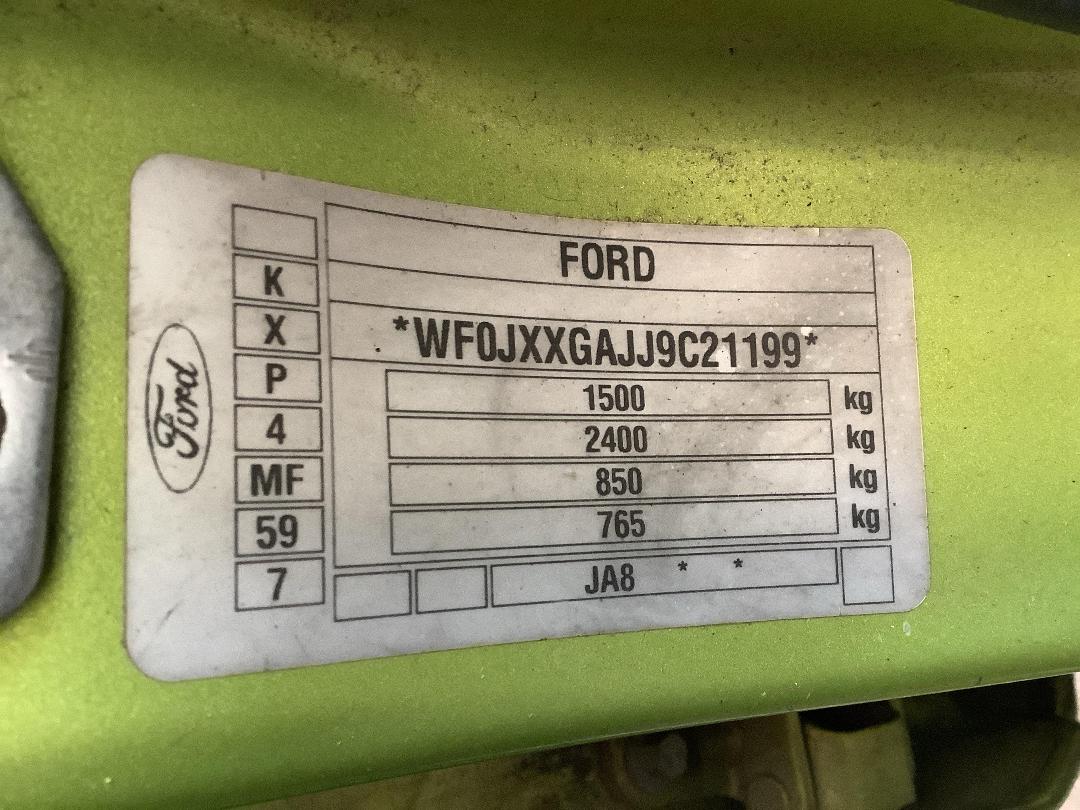 Ford
K
X
P
4
MF
59
7
FORD
*WF0JXXGAJJ9C21199*
1500 kg
2400 kg
850 kg
765 kg
JA8 * *